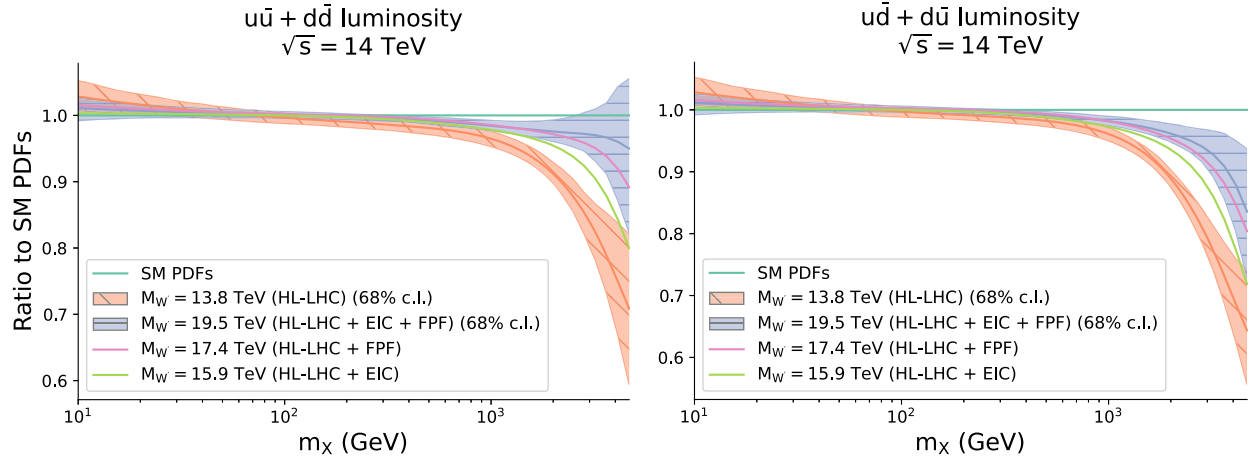 uū + dd̄ luminosity
√s = 14 TeV
Ratio to SM PDFs
1.0
0.9
0.8
0.7
0.6
SM PDFs
M_W' = 13.8 TeV (HL-LHC) (68% c.l.)
M_W' = 19.5 TeV (HL-LHC + EIC + FPF) (68% c.l.)
M_W' = 17.4 TeV (HL-LHC + FPF)
M_W' = 15.9 TeV (HL-LHC + EIC)
10¹ 10² 10³
m_X (GeV)
ud̄ + dū luminosity
√s = 14 TeV
1.0
0.9
0.8
0.7
0.6
SM PDFs
M_W' = 13.8 TeV (HL-LHC) (68% c.l.)
M_W' = 19.5 TeV (HL-LHC + EIC + FPF) (68% c.l.)
M_W' = 17.4 TeV (HL-LHC + FPF)
M_W' = 15.9 TeV (HL-LHC + EIC)
10¹ 10² 10³
m_X (GeV)